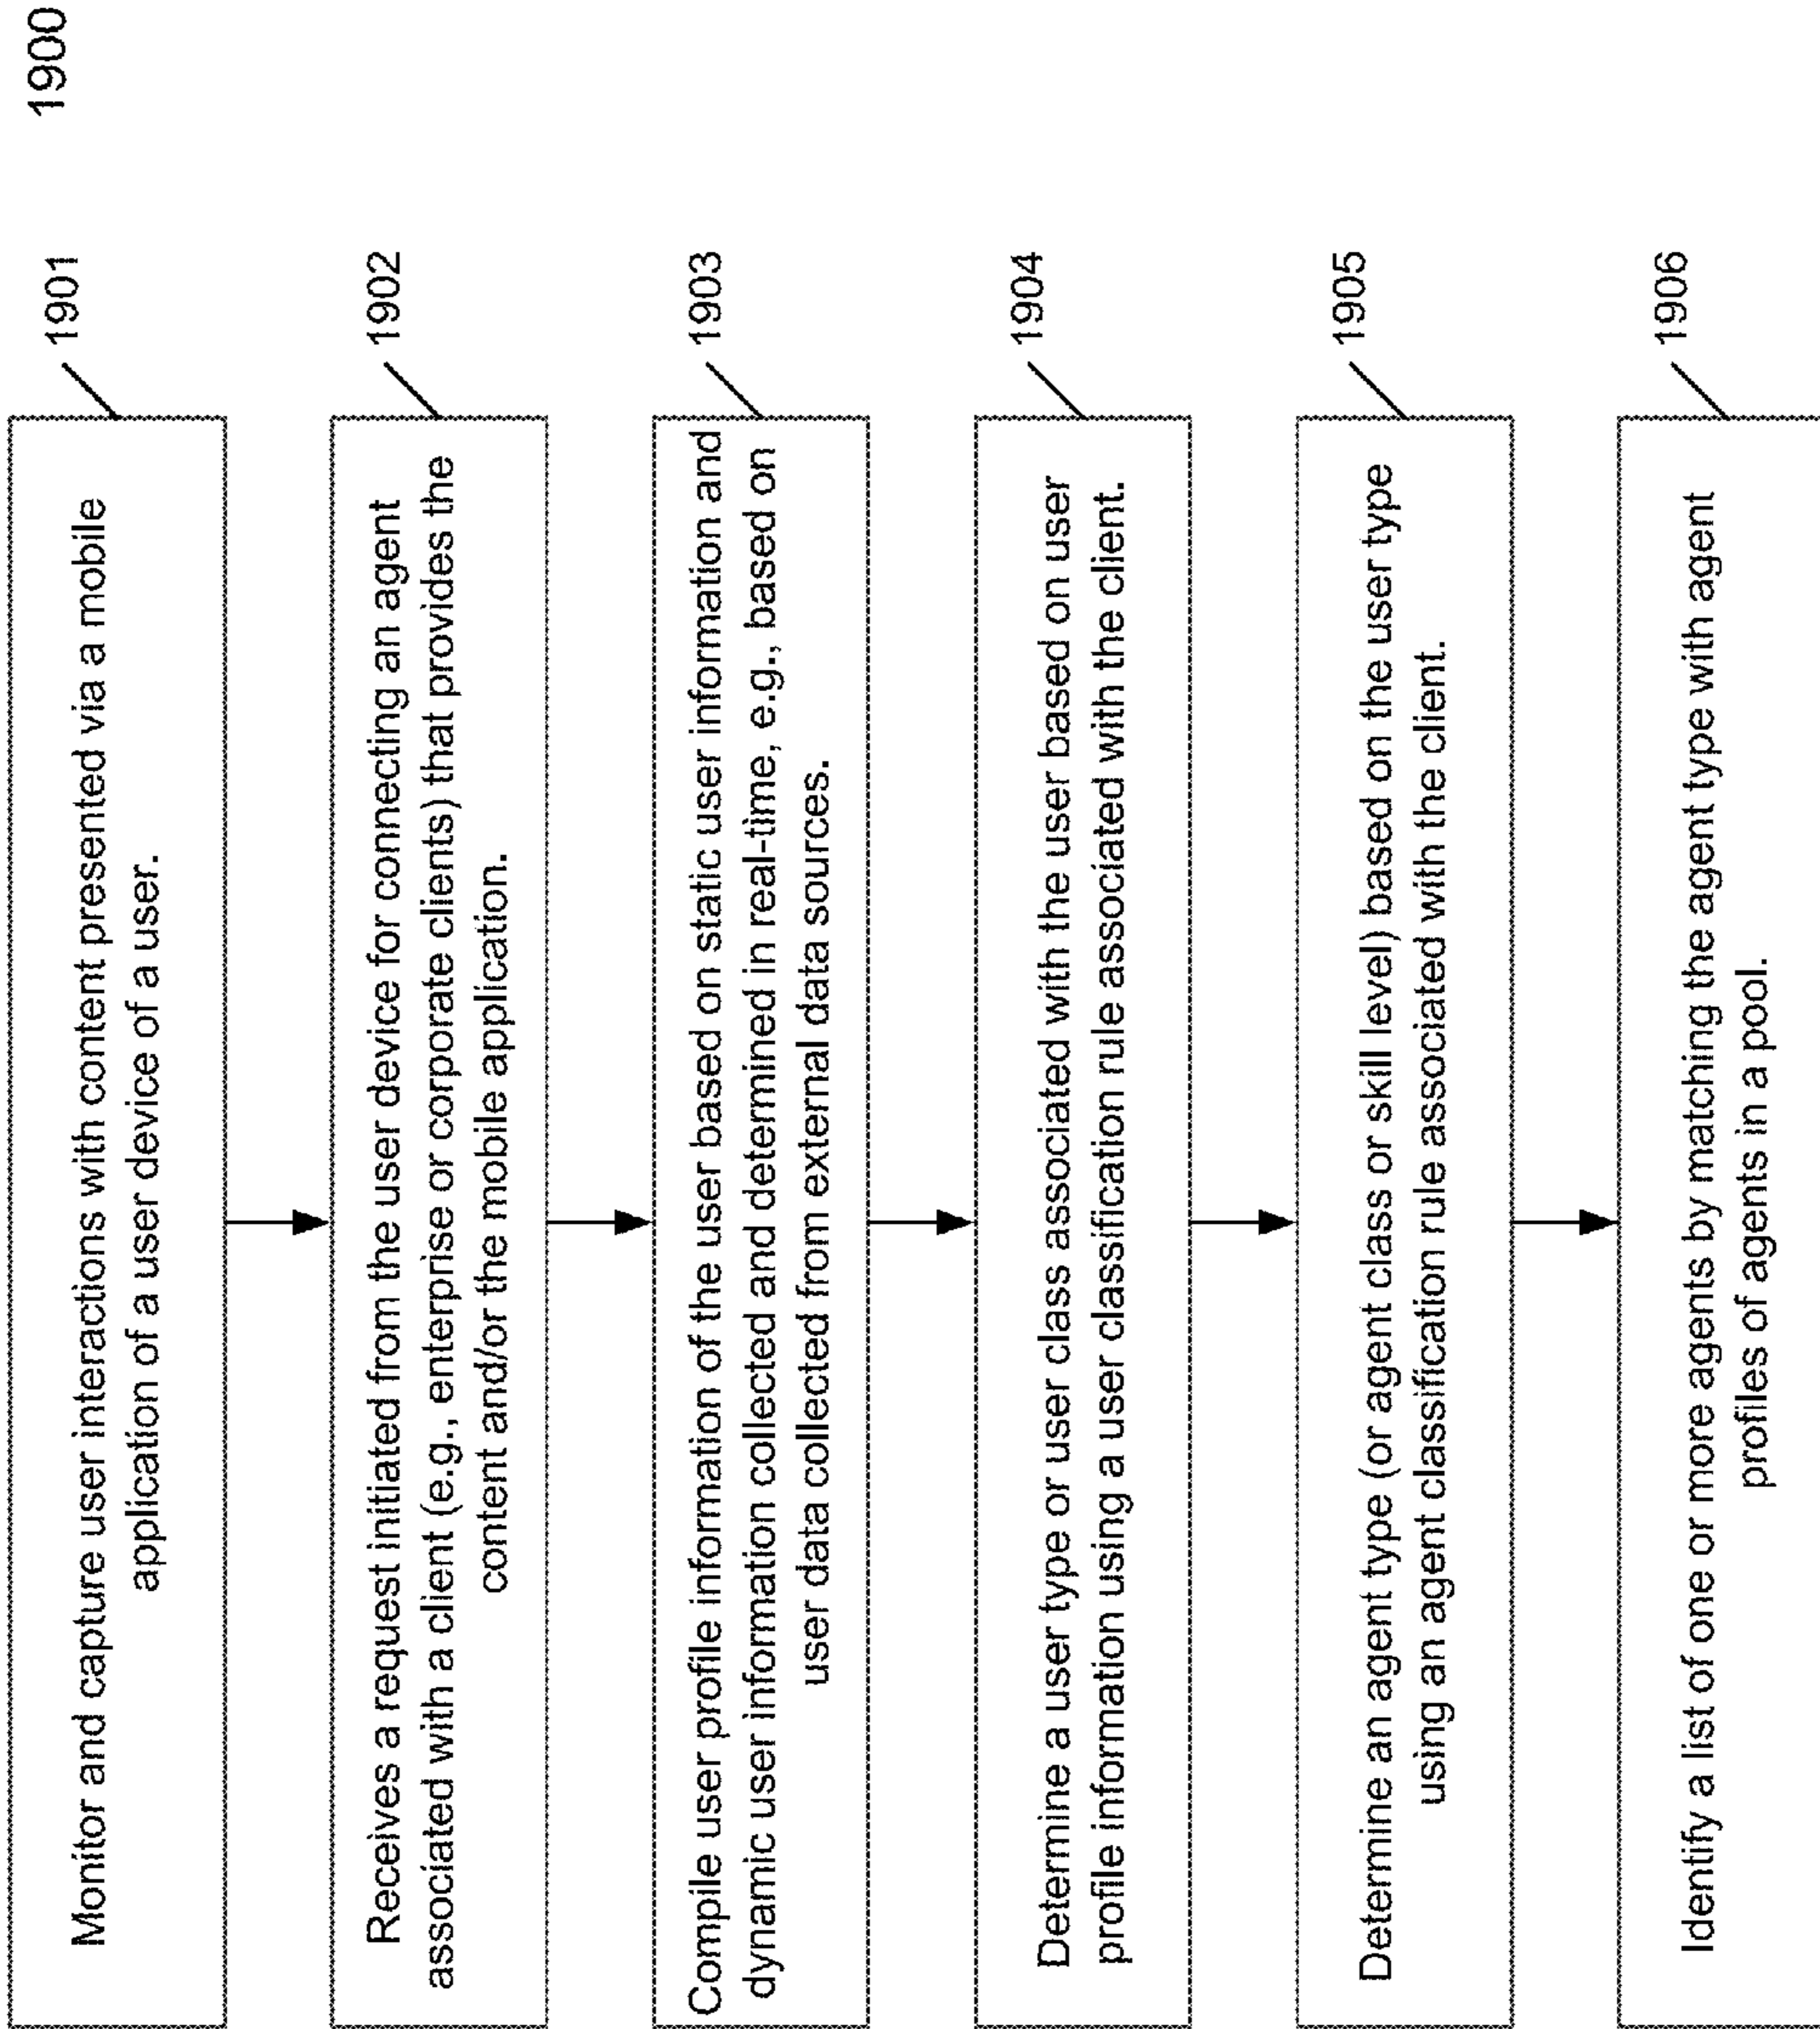 1900
Monitor and capture user interactions with content presented via a mobile
application of a user device of a user.
1901
Receives a request initiated from the user device for connecting an agent
associated with a client (e.g., enterprise or corporate clients) that provides the
content and/or the mobile application.
1902
Compile user profile information of the user based on static user information and
dynamic user information collected and determined in real-time, e.g., based on
user data collected from external data sources.
1903
Determine a user type or user class associated with the user based on user
profile information using a user classification rule associated with the client.
1904
Determine an agent type (or agent class or skill level) based on the user type
using an agent classification rule associated with the client.
1905
Identify a list of one or more agents by matching the agent type with agent
profiles of agents in a pool.
1906